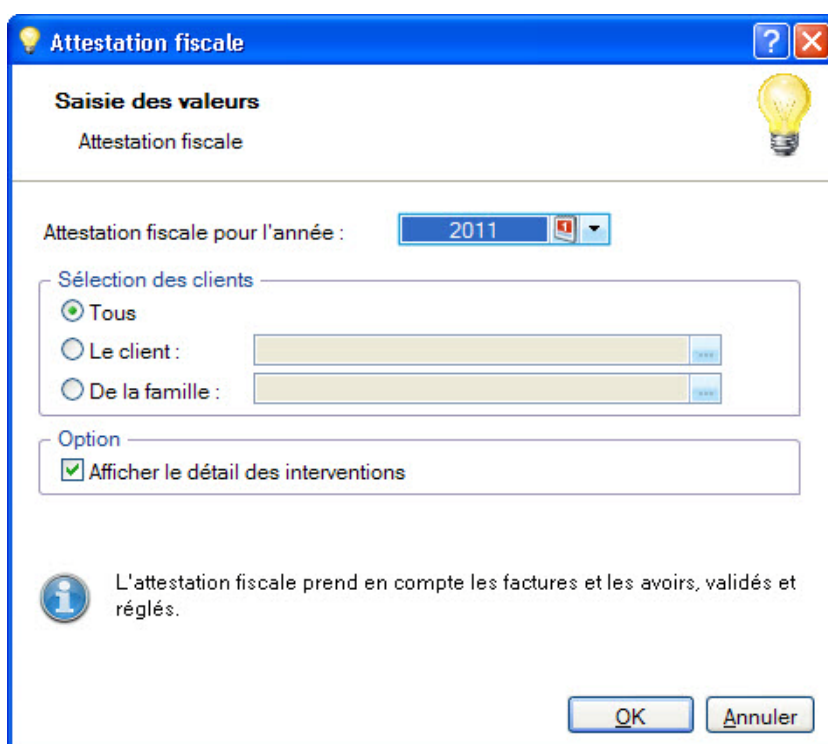 Attestation fiscale
Saisie des valeurs
Attestation fiscale
Attestation fiscale pour l'année : 2011
Sélection des clients
Tous
Le client : ...
De la famille : ...
Option
Afficher le détail des interventions
L'attestation fiscale prend en compte les factures et les avoirs, validés et
réglés.
OK Annuler